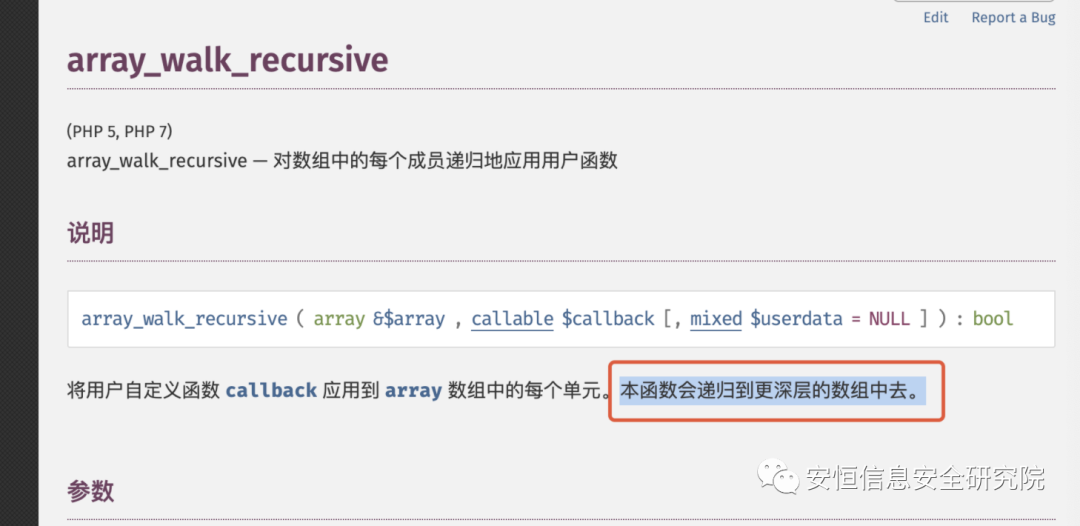 Edit Report a Bug
array_walk_recursive
(PHP 5, PHP 7)
array_walk_recursive — 对数组中的每个成员递归地应用用户函数
说明
array_walk_recursive ( array &$array , callable $callback [, mixed $userdata = NULL ] ) : bool
将用户自定义函数 callback 应用到 array 数组中的每个单元。本函数会递归到更深层的数组中去。
参数
安恒信息安全研究院